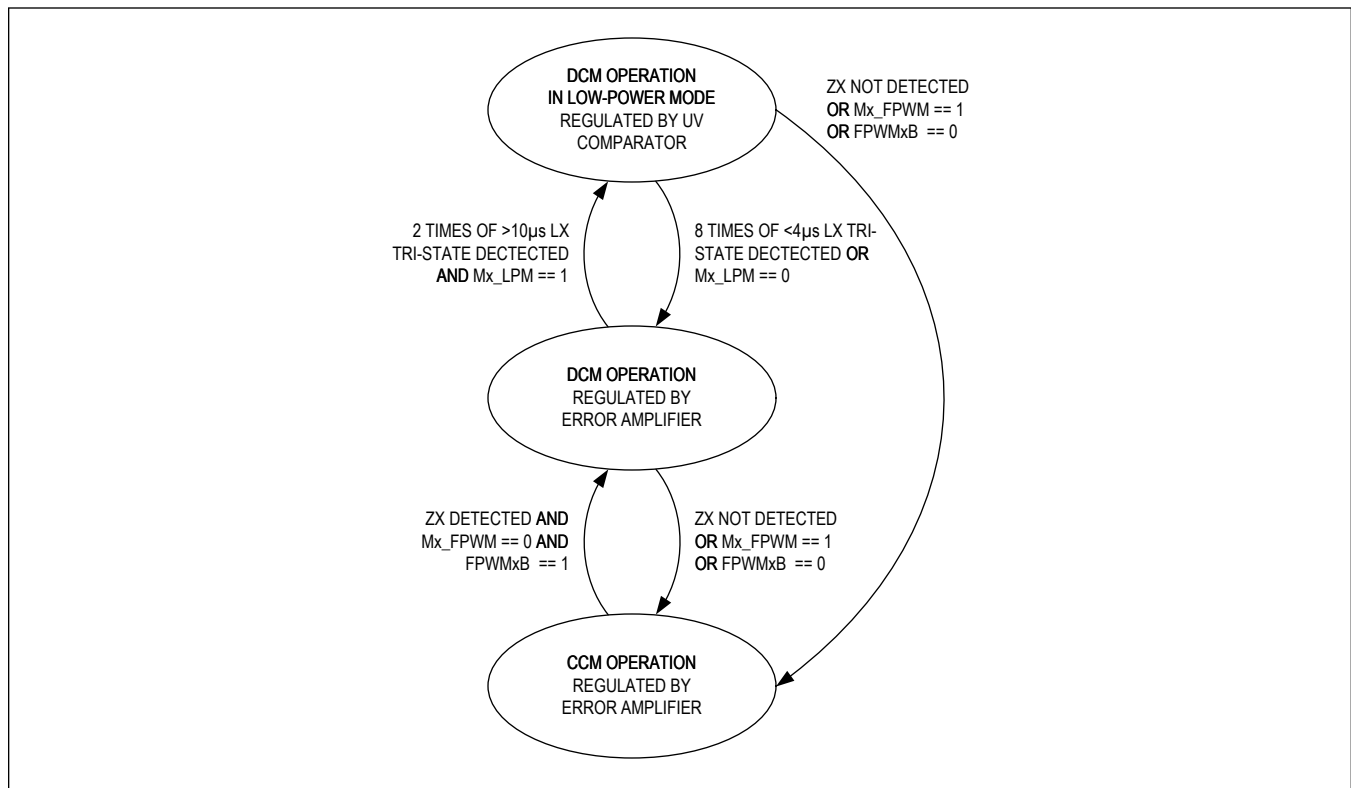 DCM OPERATION
IN LOW-POWER MODE
REGULATED BY UV
COMPARATOR
ZX NOT DETECTED
OR Mx_FPWM == 1
OR FPWMxB == 0
2 TIMES OF >10µs LX
TRI-STATE DECTECTED
AND Mx_LPM == 1
8 TIMES OF <4µs LX TRI-
STATE DECTECTED OR
Mx_LPM == 0
DCM OPERATION
REGULATED BY
ERROR AMPLIFIER
ZX DETECTED AND
Mx_FPWM == 0 AND
FPWMxB == 1
ZX NOT DETECTED
OR Mx_FPWM == 1
OR FPWMxB == 0
CCM OPERATION
REGULATED BY
ERROR AMPLIFIER